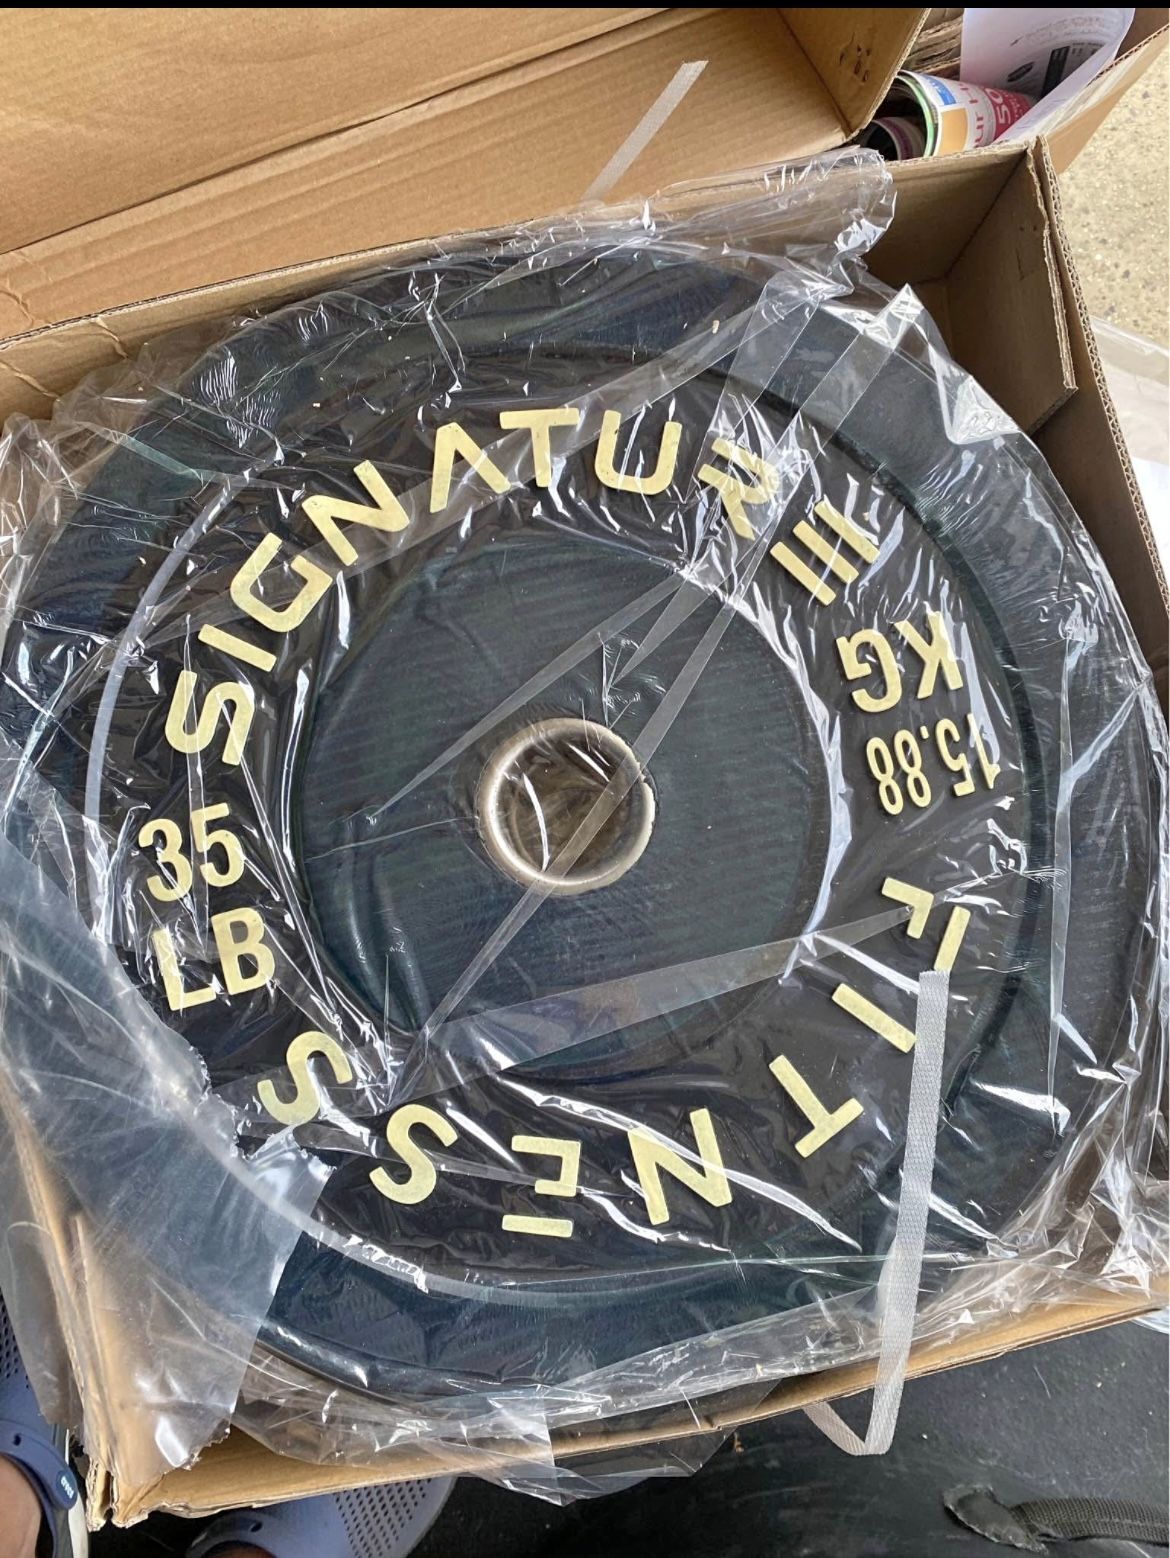 SIGNATURE
35
LB
15.88
KG
FITNESS